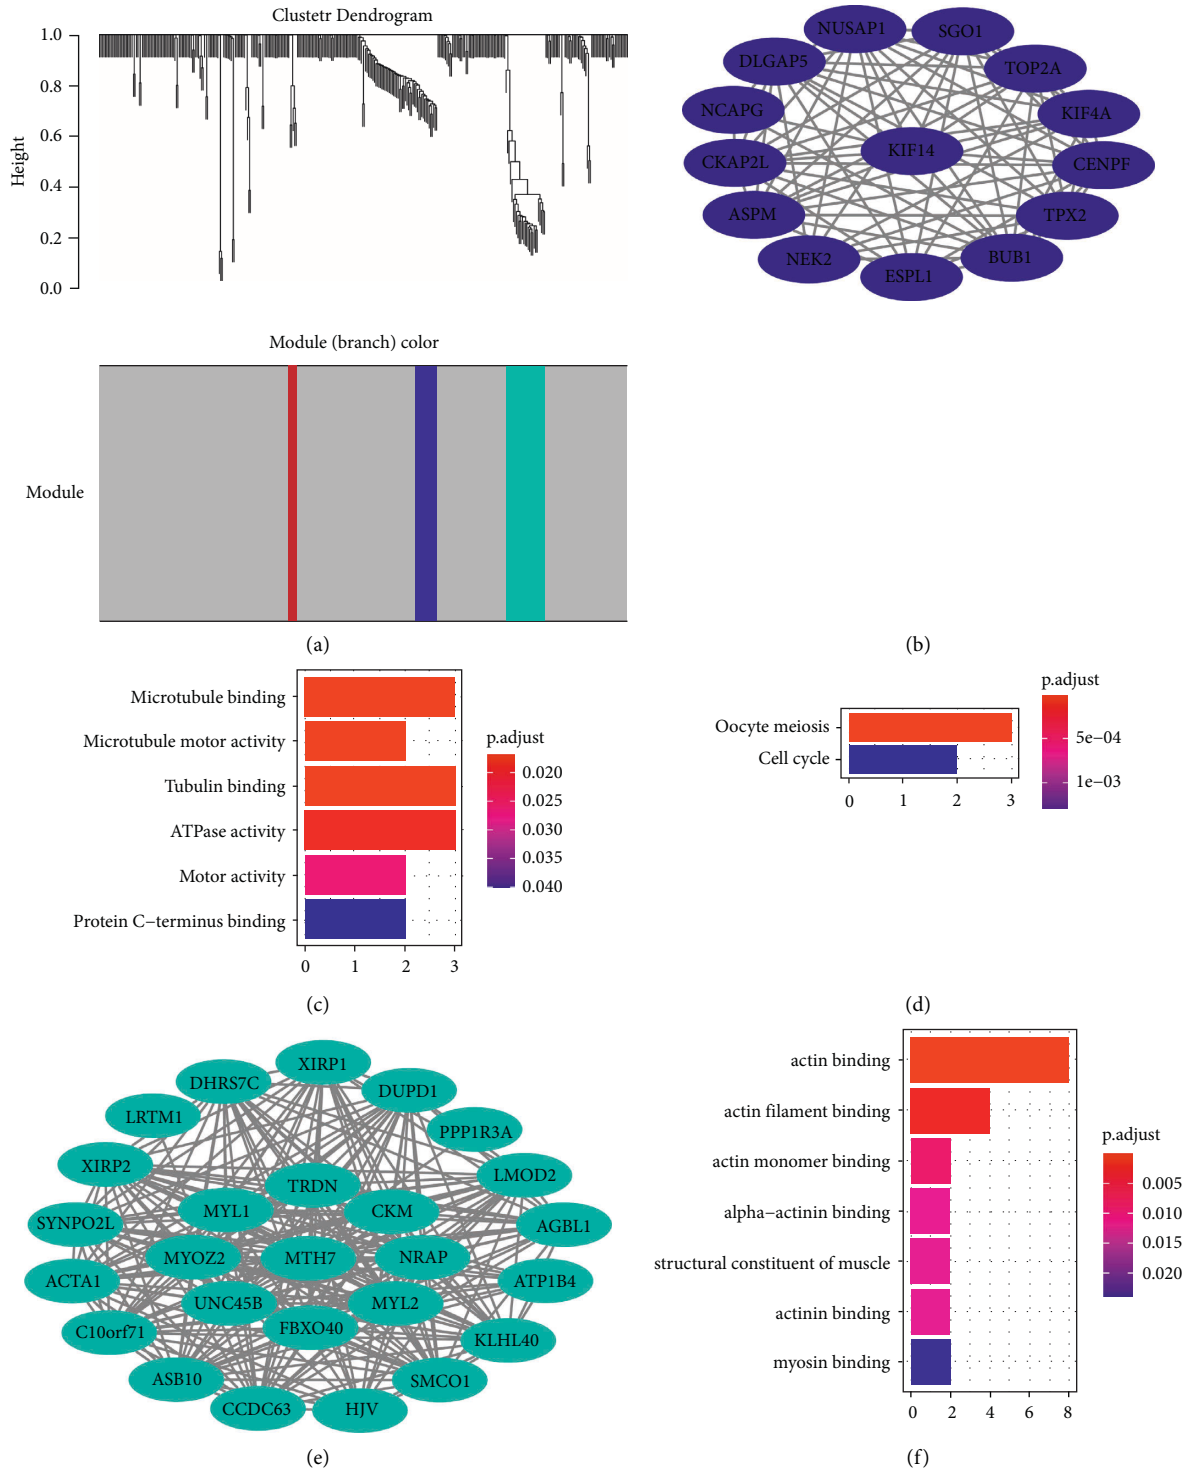 Clustetr Dendrogram
1.0
0.8
0.6
0.4
0.2
0.0
Height
Module (branch) color
Module
(a)
NUSAP1
SGO1
DLGAP5
TOP2A
NCAPG
KIF4A
KIF14
CKAP2L
CENPF
ASPM
TPX2
NEK2
BUB1
ESPL1
(b)
Microtubule binding
Microtubule motor activity
Tubulin binding
ATPase activity
Motor activity
Protein C−terminus binding
0 1 2 3
p.adjust
0.020
0.025
0.030
0.035
0.040
(c)
Oocyte meiosis
Cell cycle
0 1 2 3
p.adjust
5e−04
1e−03
(d)
XIRP1
DHRS7C
DUPD1
LRTM1
PPP1R3A
XIRP2
LMOD2
TRDN
MYL1
CKM
SYNPO2L
AGBL1
MYOZ2
MTH7
NRAP
ACTA1
ATP1B4
UNC45B
MYL2
C10orf71
FBXO40
KLHL40
ASB10
SMCO1
CCDC63
HJV
(e)
actin binding
actin filament binding
actin monomer binding
alpha−actinin binding
structural constituent of muscle
actinin binding
myosin binding
0 2 4 6 8
p.adjust
0.005
0.010
0.015
0.020
(f)